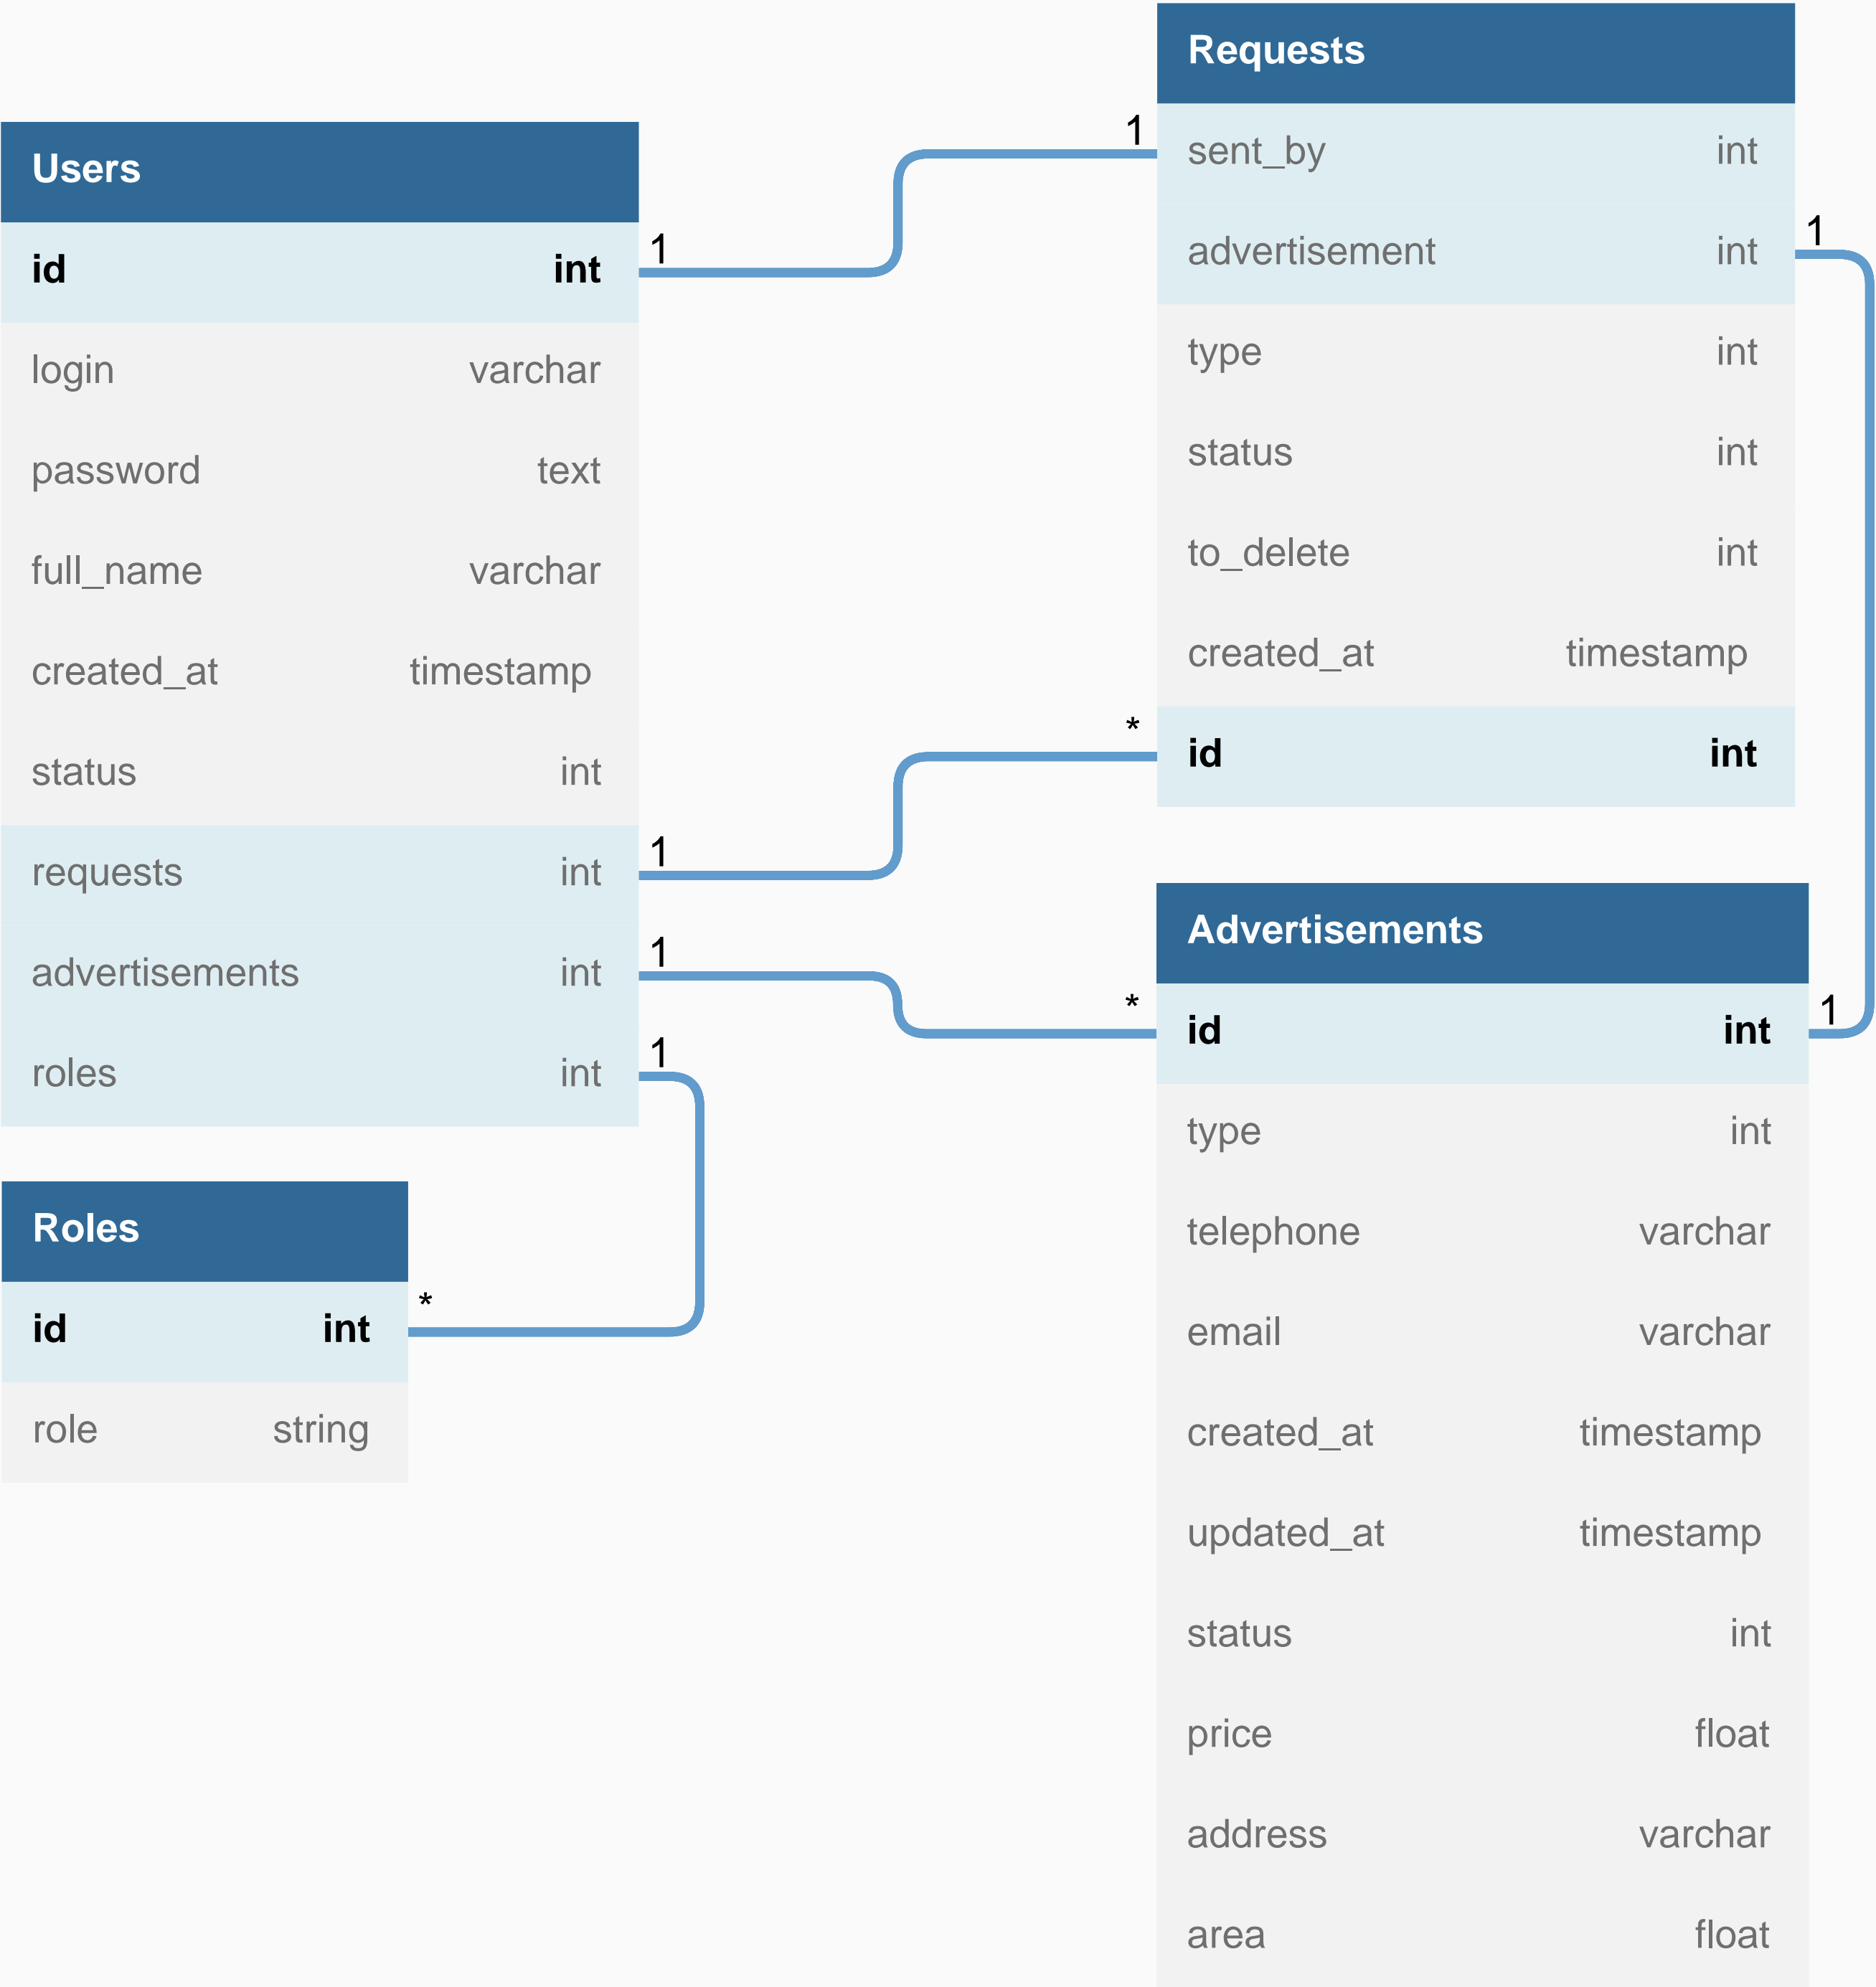 Users
id int
login varchar
password text
full_name varchar
created_at timestamp
status int
requests int
advertisements int
roles int
1
1
1
1
Roles
id int
role string
*
Requests
sent_by int
advertisement int
type int
status int
to_delete int
created_at timestamp
id int
1
1
*
Advertisements
id int
type int
telephone varchar
email varchar
created_at timestamp
updated_at timestamp
status int
price float
address varchar
area float
*
1